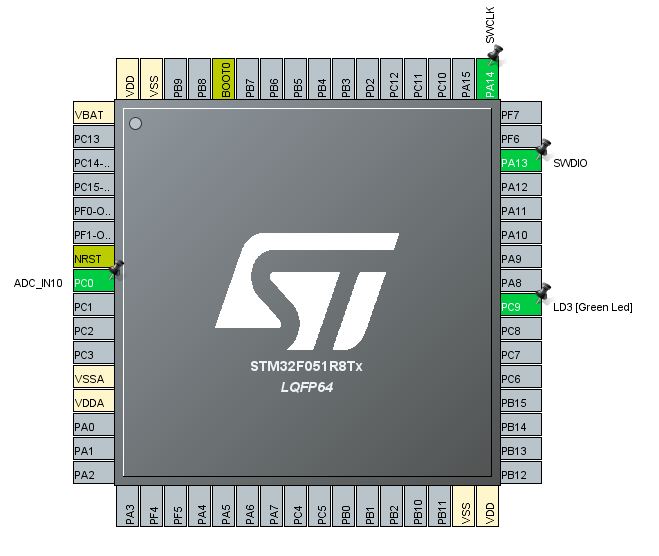 SWCLK
VDD
VSS
PB9
PB8
BOOT0
PB7
PB6
PB5
PB4
PB3
PD2
PC12
PC11
PC10
PA15
PA14
VBAT
PC13
PC14-..
PC15-..
PF0-O..
PF1-O..
NRST
ADC_IN10
PC0
PC1
PC2
PC3
VSSA
VDDA
PA0
PA1
PA2
ST
STM32F051R8Tx
LQFP64
PF7
PF6
PA13
SWDIO
PA12
PA11
PA10
PA9
PA8
PC9
LD3 [Green Led]
PC8
PC7
PC6
PB15
PB14
PB13
PB12
PA3
PF4
PF5
PA4
PA5
PA6
PA7
PC4
PC5
PB0
PB1
PB2
PB10
PB11
VSS
VDD